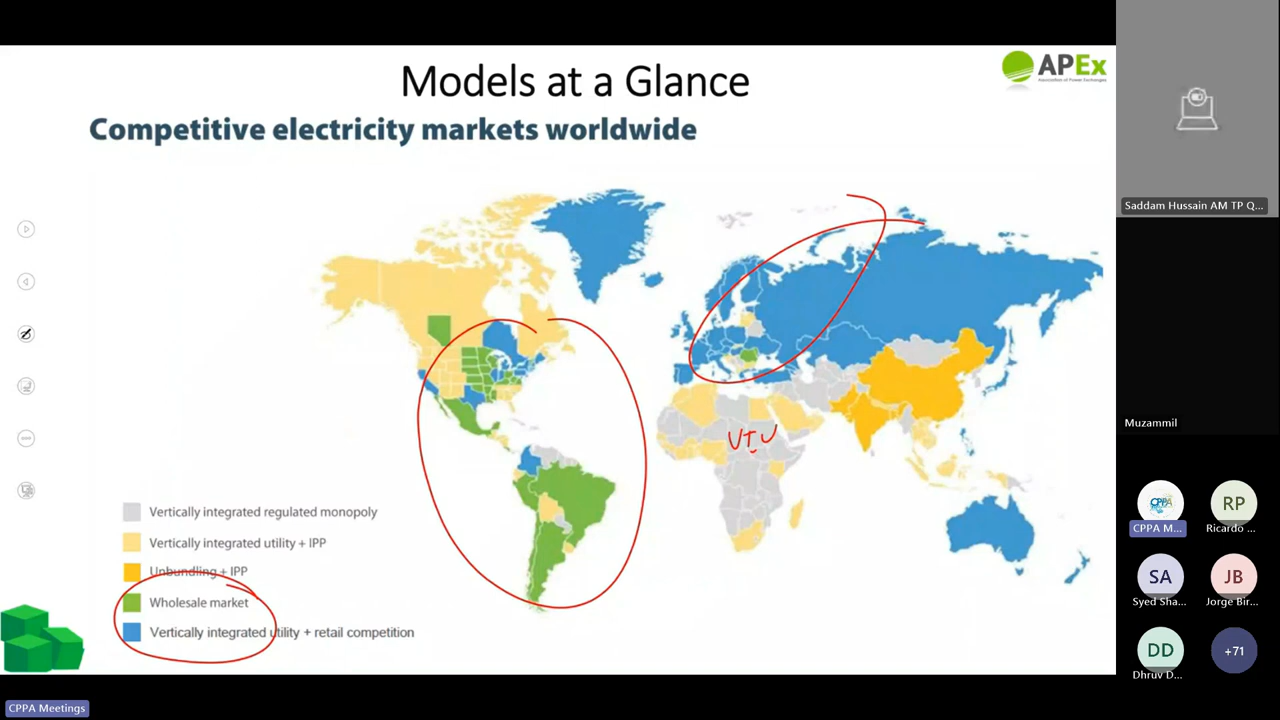 Models at a Glance
APEx
Association of Power Exchanges
Competitive electricity markets worldwide
VIU
Vertically integrated regulated monopoly
Vertically integrated utility + IPP
Unbundling + IPP
Wholesale market
Vertically integrated utility + retail competition
CPPA Meetings
Saddam Hussain AM TP Q...
Muzammil
CPPA
CPPA M...
RP
Ricardo ...
SA
Syed Sha...
JB
Jorge Bir...
DD
Dhruv D...
+71